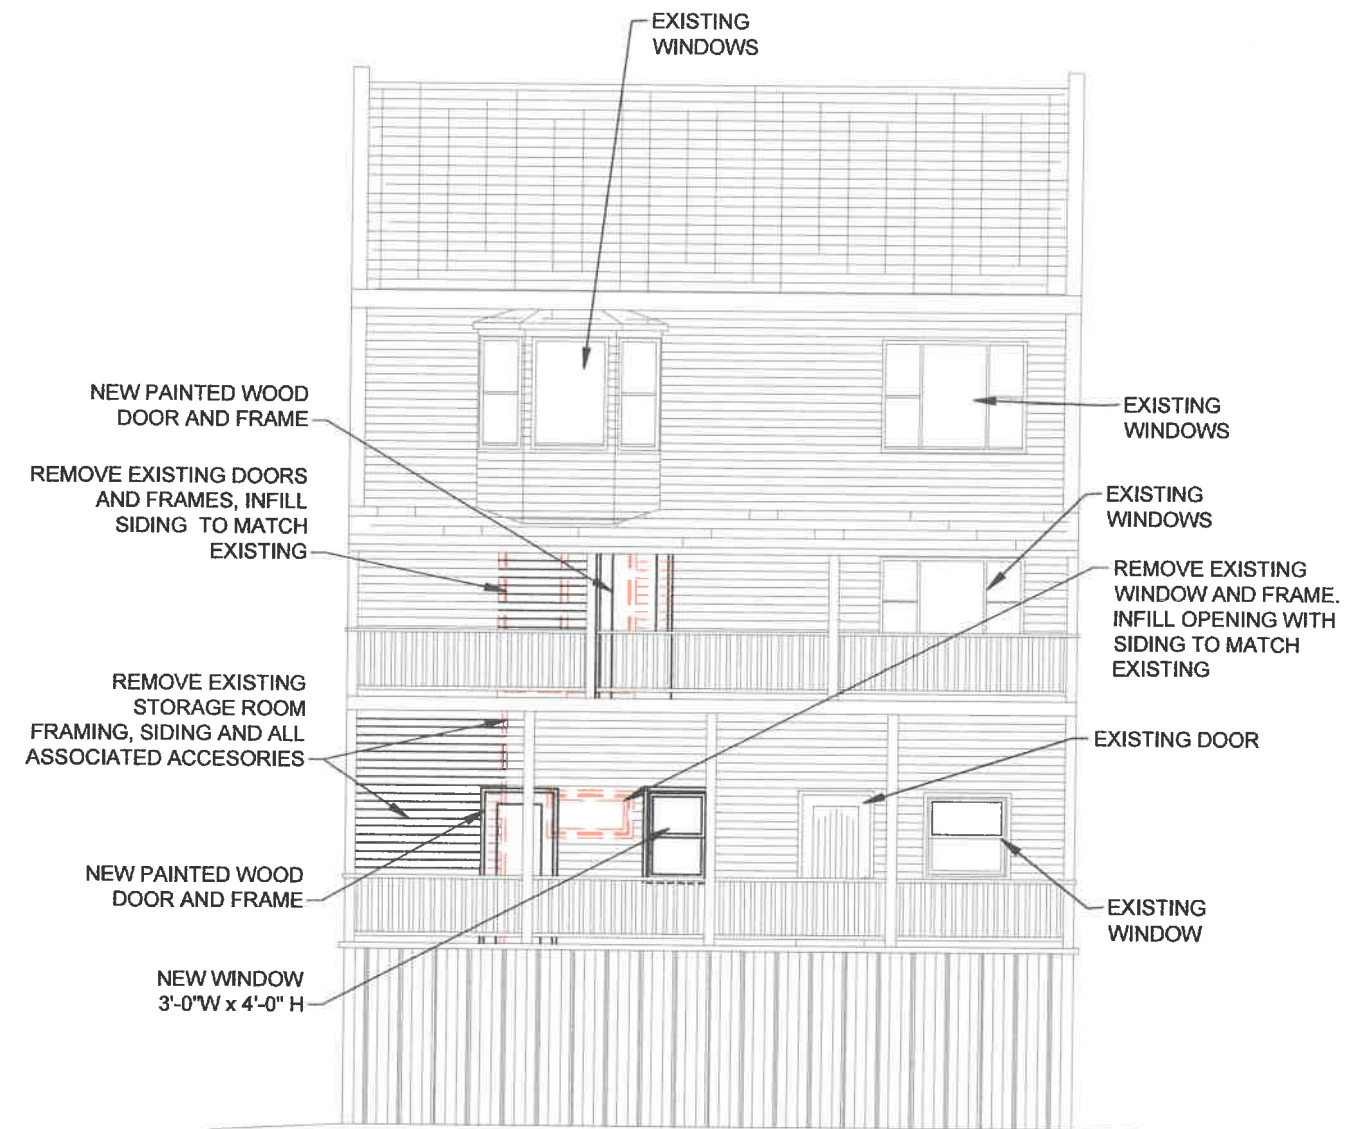 EXISTING
WINDOWS
NEW PAINTED WOOD
DOOR AND FRAME
REMOVE EXISTING DOORS
AND FRAMES, INFILL
SIDING TO MATCH
EXISTING
REMOVE EXISTING
STORAGE ROOM
FRAMING, SIDING AND ALL
ASSOCIATED ACCESORIES
NEW PAINTED WOOD
DOOR AND FRAME
NEW WINDOW
3'-0"W x 4'-0" H
EXISTING
WINDOWS
EXISTING
WINDOWS
REMOVE EXISTING
WINDOW AND FRAME.
INFILL OPENING WITH
SIDING TO MATCH
EXISTING
EXISTING DOOR
EXISTING
WINDOW